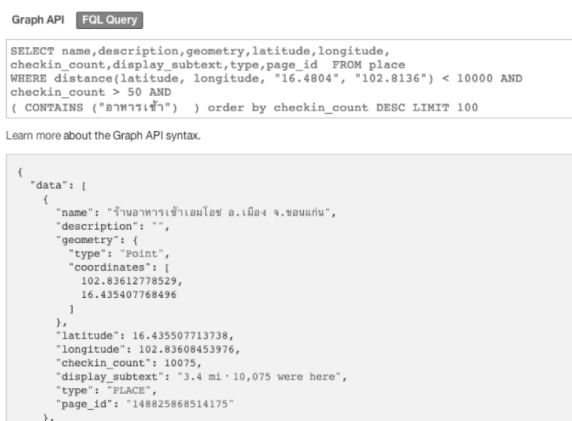 Graph API FQL Query
SELECT name,description,geometry,latitude,longitude,
checkin_count,display_subtext,type,page_id FROM place
WHERE distance(latitude, longitude, "16.4804", "102.8136") < 10000 AND
checkin_count > 50 AND
( CONTAINS ("อาหารเช้า") ) order by checkin_count DESC LIMIT 100
Learn more about the Graph API syntax.
{
"data": [
{
"name": "ร้านอาหารเช้าเอมโอช อ.เมือง จ.ขอนแก่น",
"description": "",
"geometry": {
"type": "Point",
"coordinates": [
102.83612778529,
16.435407768496
]
},
"latitude": 16.435507713738,
"longitude": 102.83608453976,
"checkin_count": 10075,
"display_subtext": "3.4 mi · 10,075 were here",
"type": "PLACE",
"page_id": "148825868514175"
},